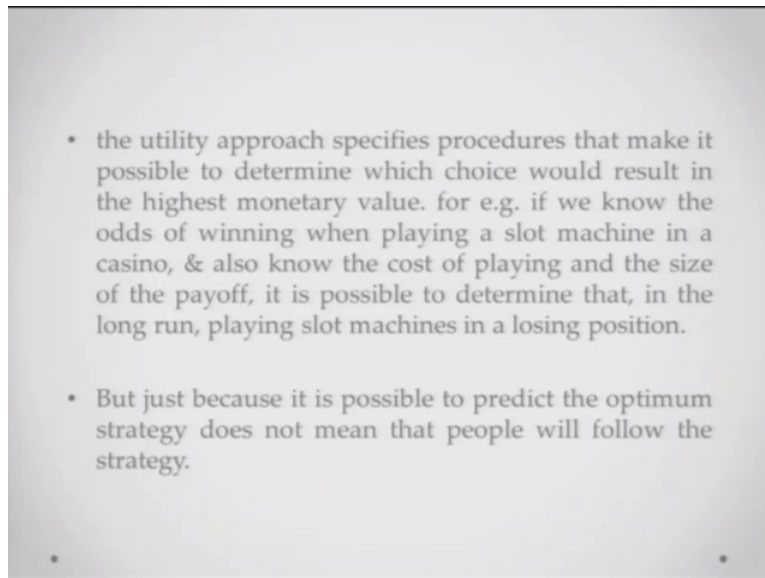 • the utility approach specifies procedures that make it
possible to determine which choice would result in
the highest monetary value. for e.g. if we know the
odds of winning when playing a slot machine in a
casino, & also know the cost of playing and the size
of the payoff, it is possible to determine that, in the
long run, playing slot machines in a losing position.
• But just because it is possible to predict the optimum
strategy does not mean that people will follow the
strategy.